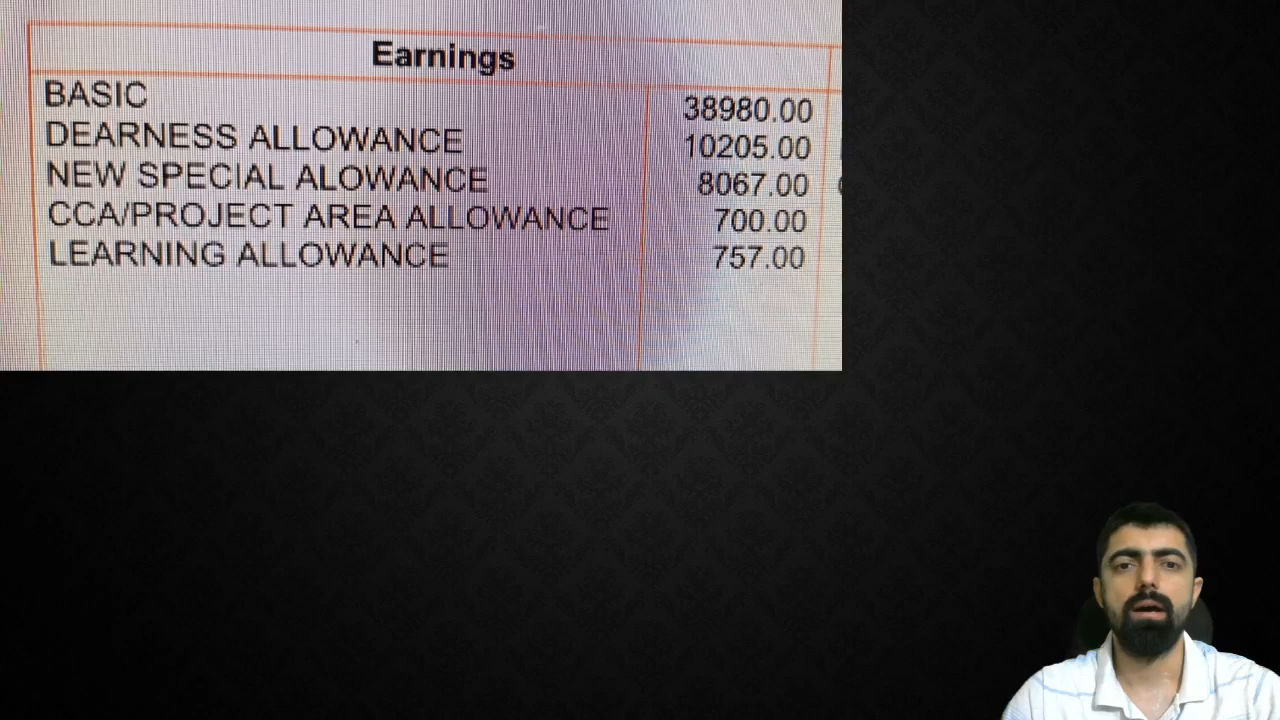 Earnings
BASIC 38980.00
DEARNESS ALLOWANCE 10205.00
NEW SPECIAL ALOWANCE 8067.00
CCA/PROJECT AREA ALLOWANCE 700.00
LEARNING ALLOWANCE 757.00